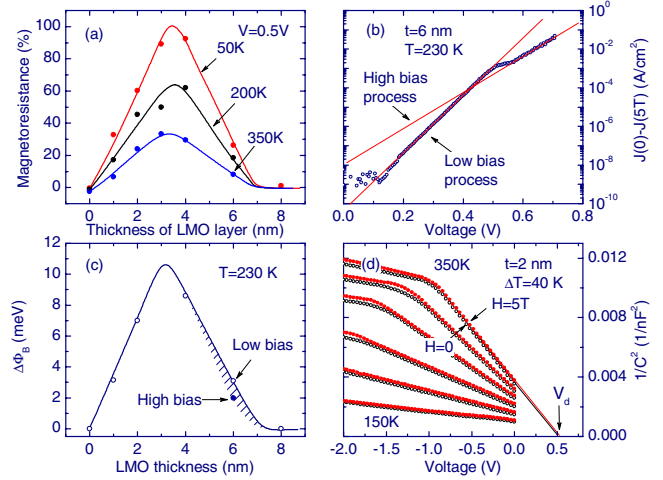 (a)
V=0.5V
50K
200K
350K
Magnetoresistance (%)
100
80
60
40
20
0
0 2 4 6 8
Thickness of LMO layer (nm)
(b)
t=6 nm
T=230 K
High bias
process
Low bias
process
10^0
10^-2
10^-4
10^-6
10^-8
10^-10
J(0)-J(5T) (A/cm²)
0.0 0.2 0.4 0.6 0.8
Voltage (V)
(c)
T=230 K
Low bias
High bias
ΔΦ_B
(meV)
12
10
8
6
4
2
0
0 2 4 6 8
LMO thickness (nm)
(d)
350K
t=2 nm
ΔT=40 K
H=5T
H=0
V_d
150K
0.012
0.008
0.004
0.000
1/C² (1/nF²)
-2.0 -1.5 -1.0 -0.5 0.0 0.5
Voltage (V)